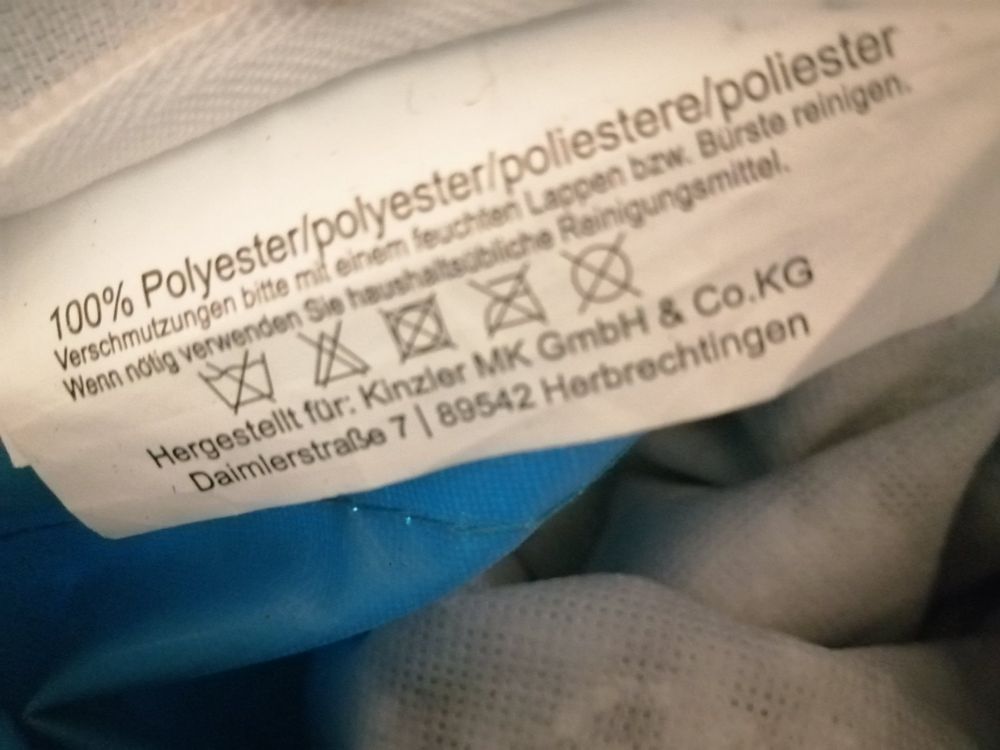 100% Polyester/polyester/poliestere/poliester
Verschmutzungen bitte mit einem feuchten Lappen bzw. Bürste reinigen.
Wenn nötig verwenden Sie haushaltsübliche Reinigungsmittel.
Hergestellt für: Kinzler MK GmbH & Co.KG
Daimlerstraße 7 | 89542 Herbrechtingen